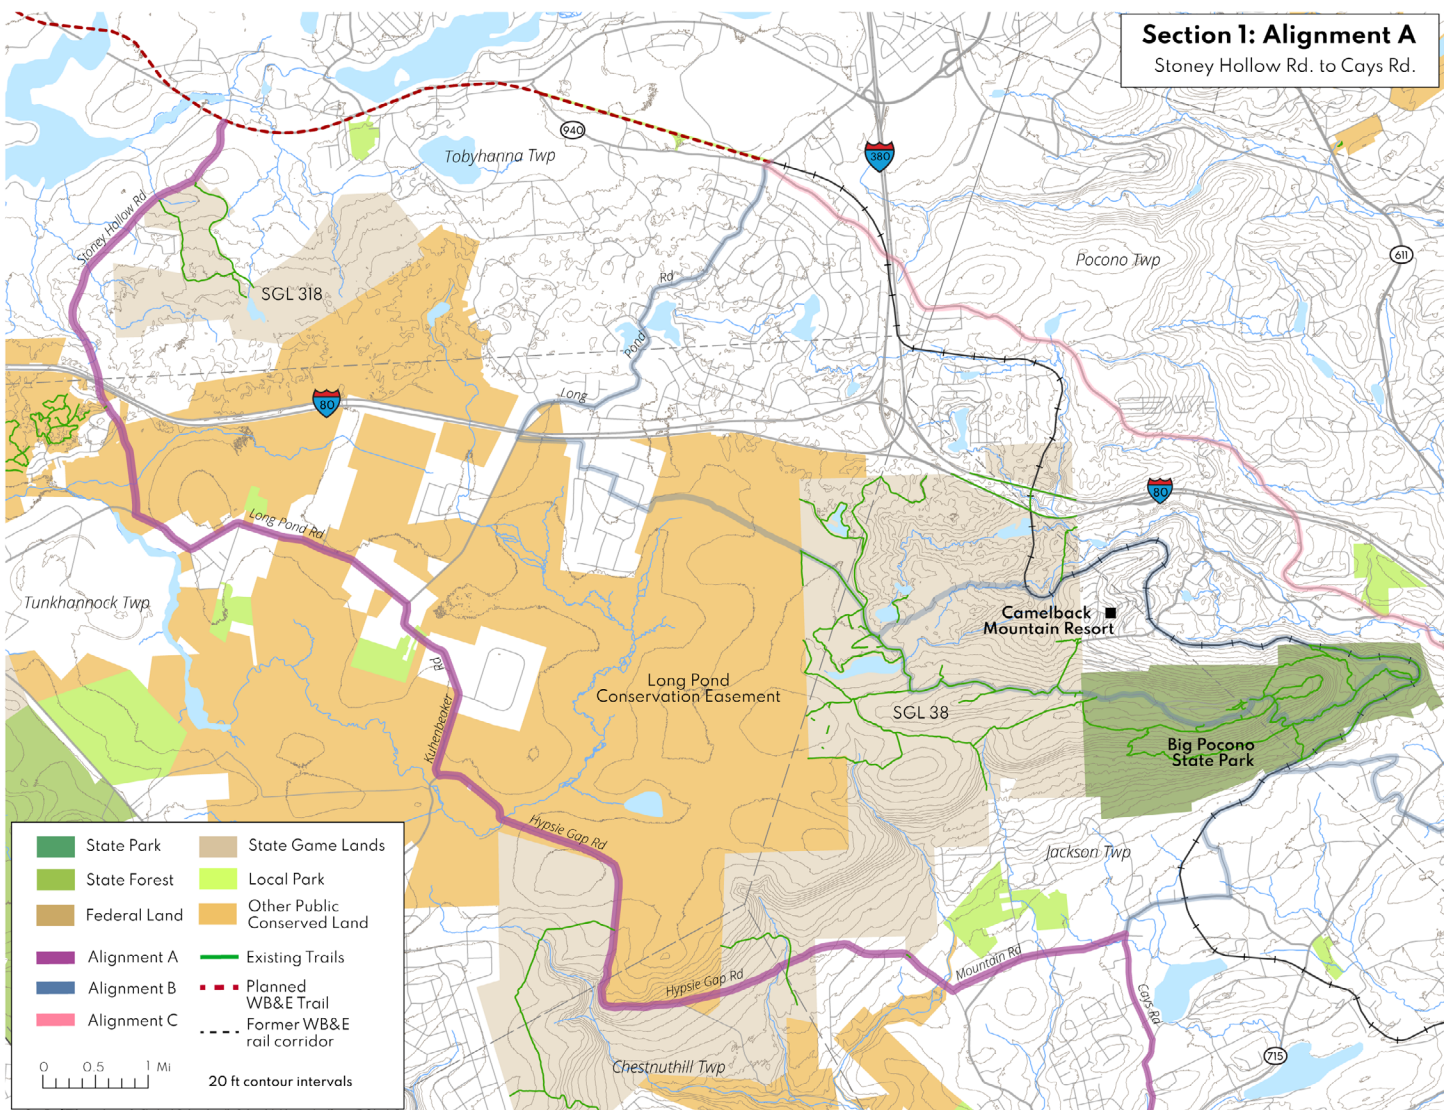 Section 1: Alignment A
Stoney Hollow Rd. to Cays Rd.
940
Tobyhanna Twp
380
Stoney Hollow Rd
Pocono Twp
611
Rd
SGL 318
Pond
Long
80
80
Long Pond Rd
Tunkhannock Twp
Camelback
Mountain Resort
Rd
Long Pond
Conservation Easement
Kuhenbeaker
SGL 38
Big Pocono
State Park
Hypsie Gap Rd
Jackson Twp
Mountain Rd
Hypsie Gap Rd
Cays Rd
715
Chestnuthill Twp
State Park
State Game Lands
State Forest
Local Park
Federal Land
Other Public
Conserved Land
Alignment A
Existing Trails
Alignment B
Planned
WB&E Trail
Alignment C
Former WB&E
rail corridor
0 0.5 1 Mi
20 ft contour intervals